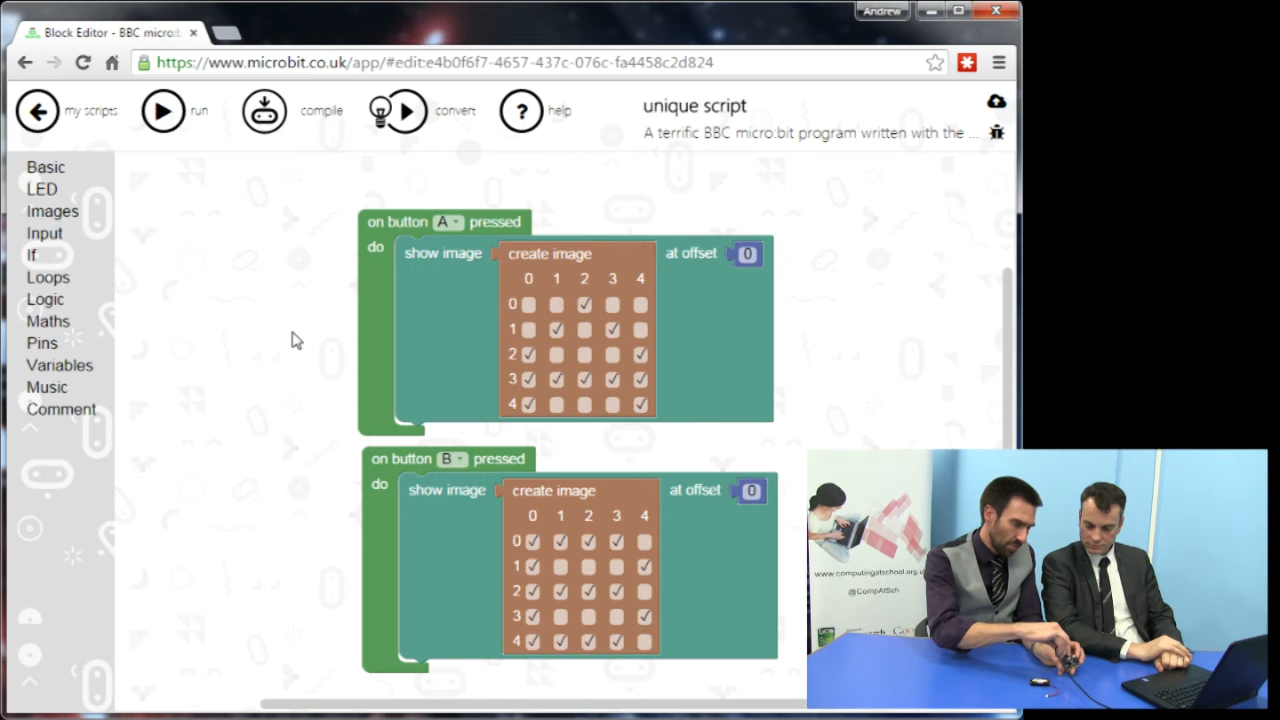 Andrew
Block Editor - BBC micro:b
https://www.microbit.co.uk/app/#edit:e4b0f6f7-4657-437c-076c-fa4458c2d824
my scripts run compile convert ? help
unique script
A terrific BBC micro:bit program written with the ...
Basic
LED
Images
Input
If
Loops
Logic
Maths
Pins
Variables
Music
Comment
on button A pressed
do show image create image at offset 0
0 1 2 3 4
0
1
2
3
4
on button B pressed
do show image create image at offset 0
0 1 2 3 4
0
1
2
3
4
www.computingatschool.org.u
@CompAtSch